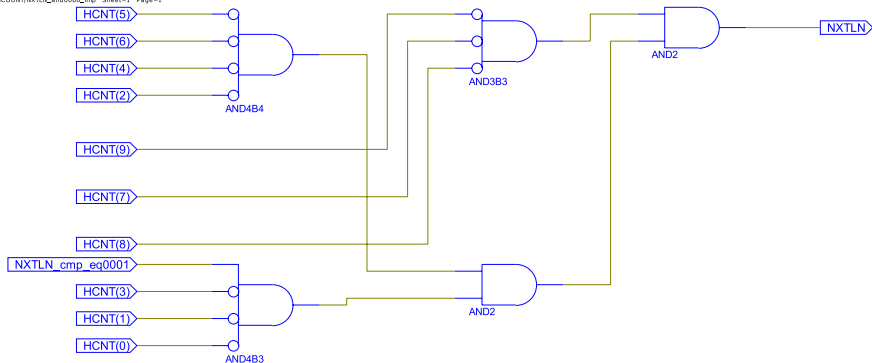 HCNT(5)
HCNT(6)
HCNT(4)
HCNT(2)
AND4B4
HCNT(9)
HCNT(7)
HCNT(8)
AND3B3
AND2
NXTLN
NXTLN_cmp_eq0001
HCNT(3)
HCNT(1)
HCNT(0)
AND4B3
AND2